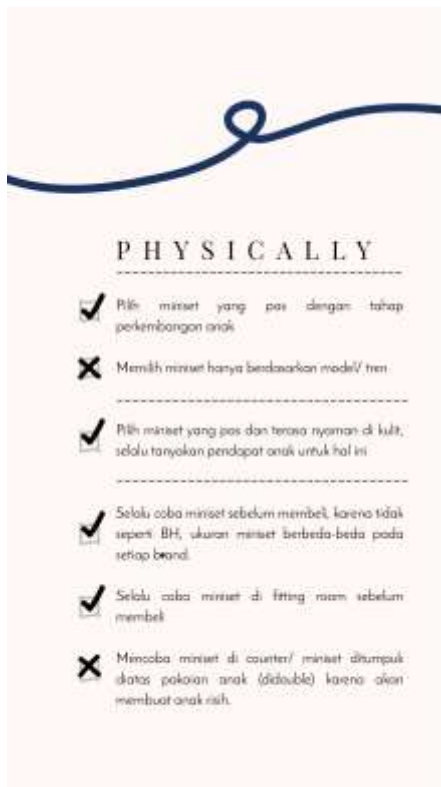 PHYSICALLY
Pilih miniset yang pas dengan tahap
perkembangan anak
Memilih miniset hanya berdasarkan model/ tren
Pilih miniset yang pas dan terasa nyaman di kulit,
selalu tanyakan pendapat anak untuk hal ini
Selalu coba miniset sebelum membeli, karena tidak
seperti BH, ukuran miniset berbeda-beda pada
setiap brand.
Selalu coba miniset di fitting room sebelum
membeli
Mencoba miniset di counter/ miniset ditumpuk
diatas pakaian anak (didouble) karena akan
membuat anak risih.